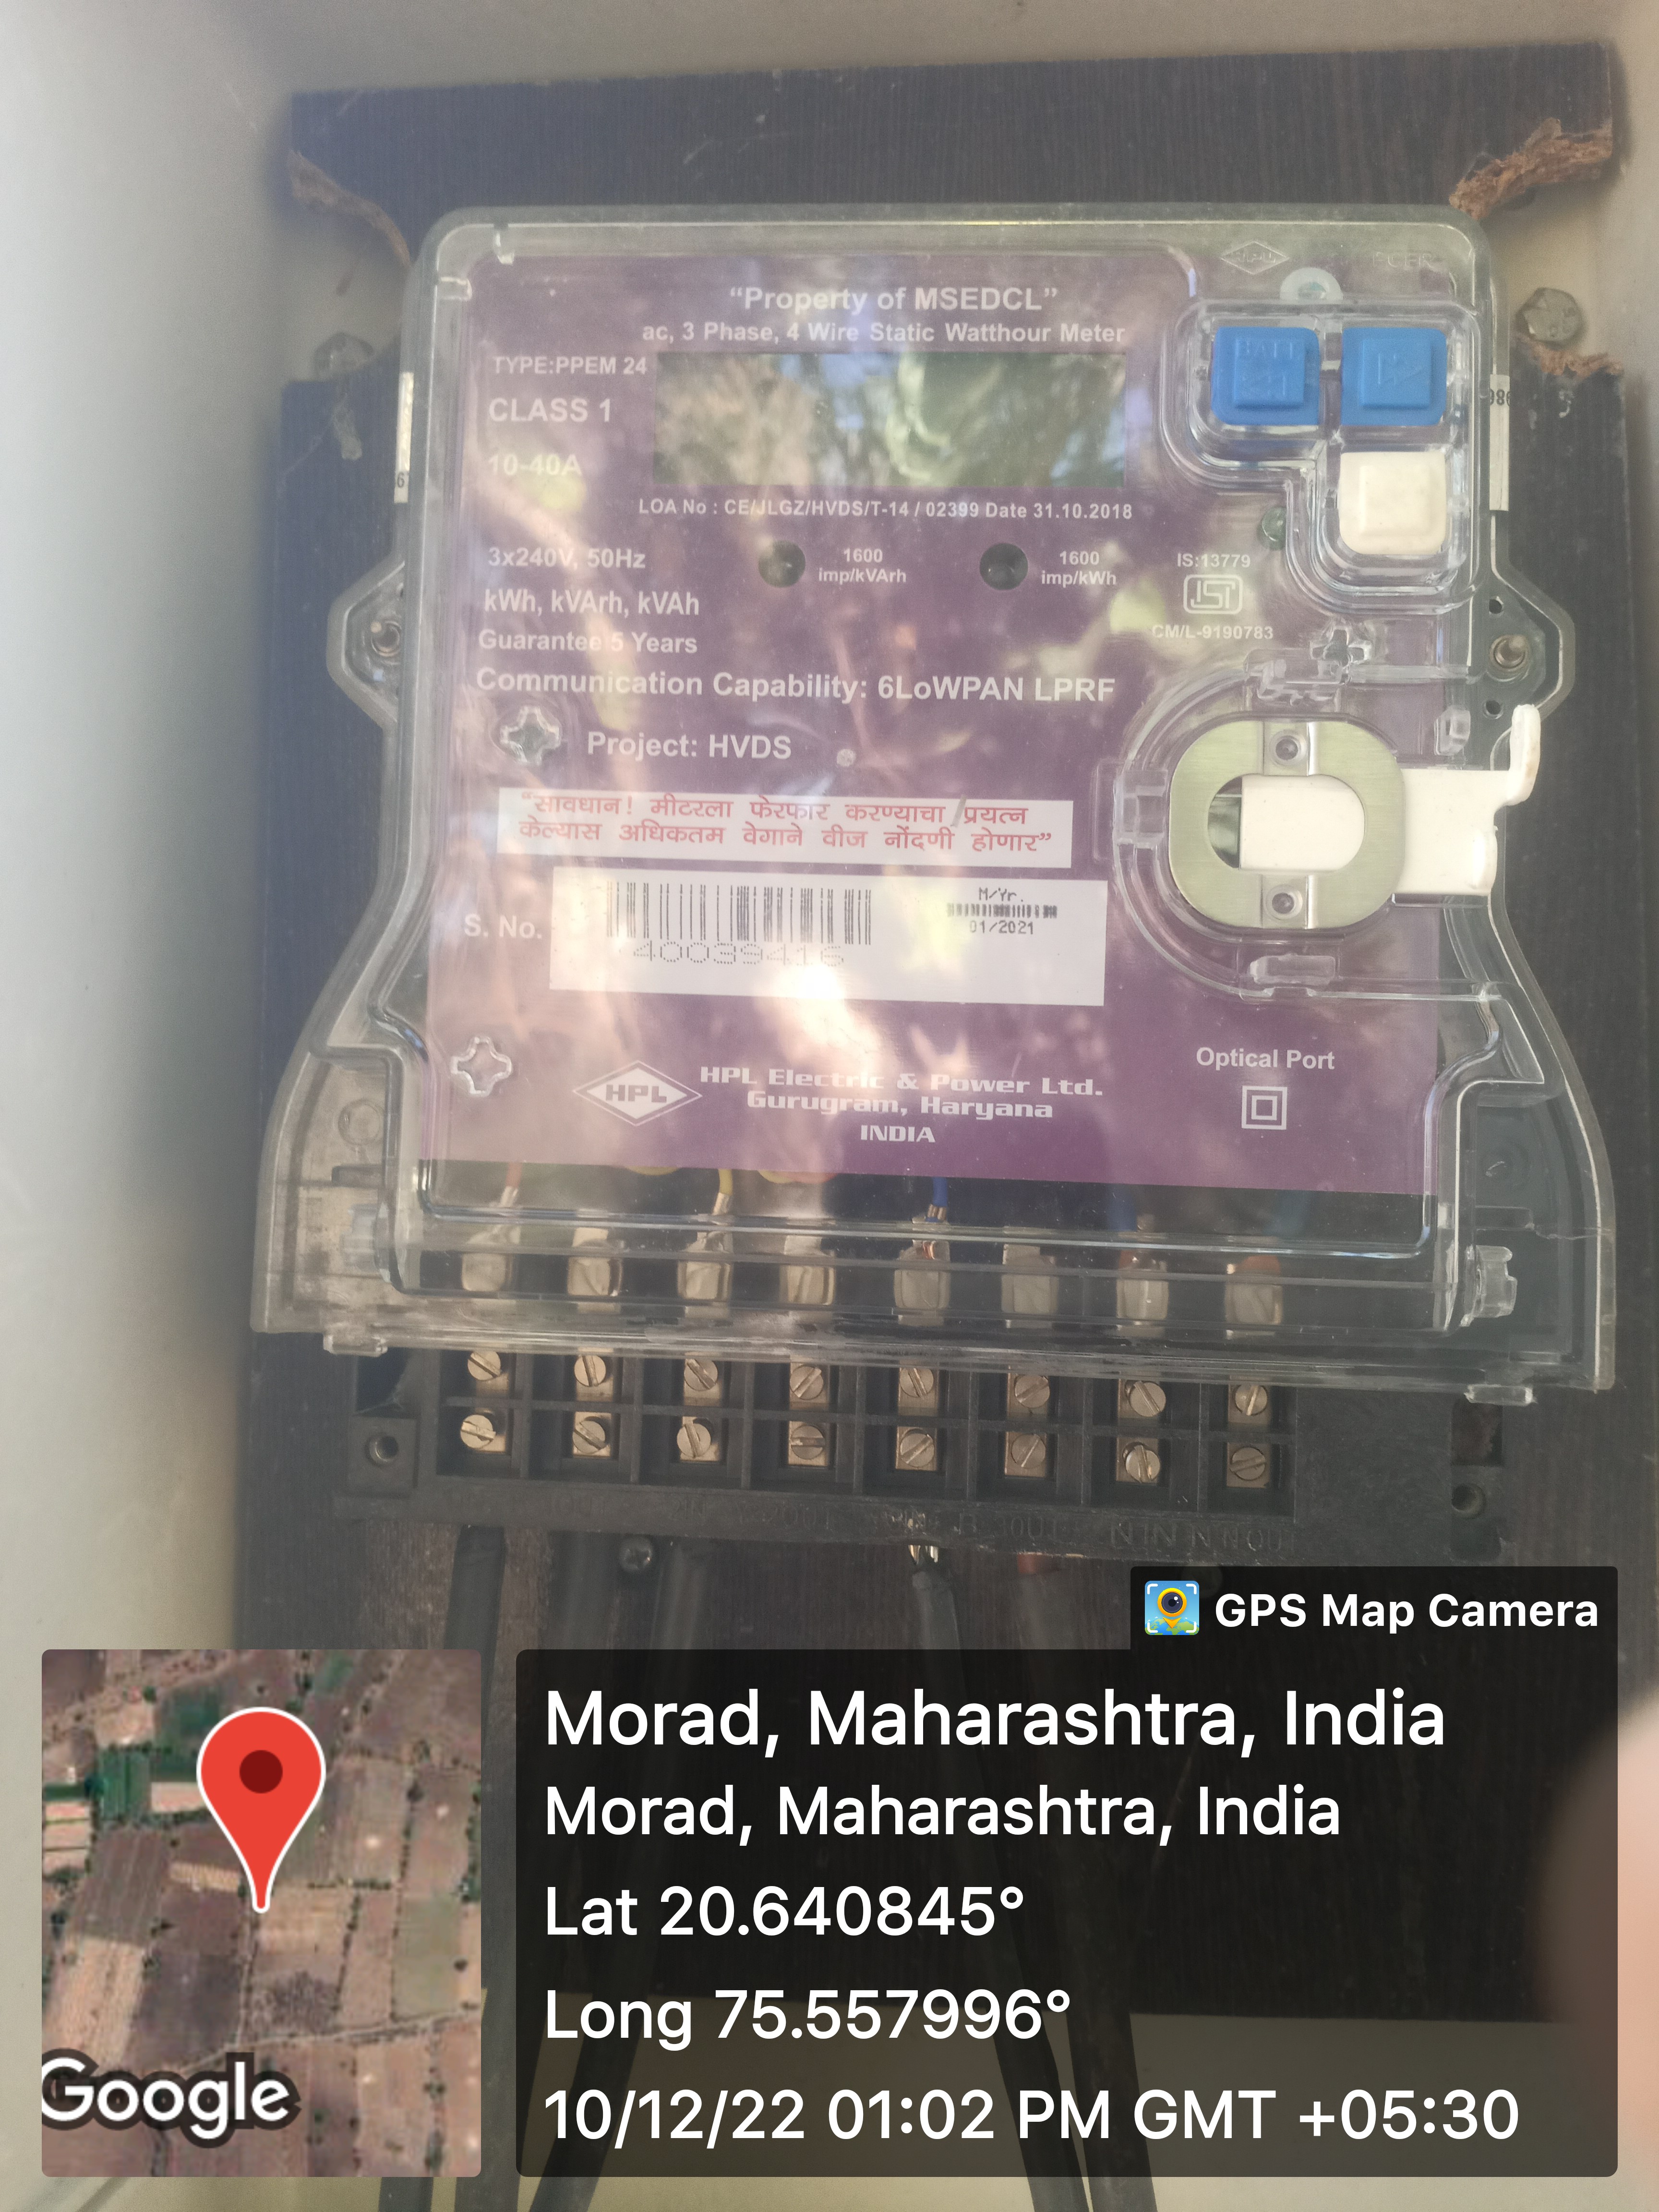 “Property of MSEDCL”
ac, 3 Phase, 4 Wire Static Watthour Meter
TYPE:PPEM 24
CLASS 1
10-40A
BATT
LOA No : CE/JLGZ/HVDS/T-14 / 02399 Date 31.10.2018
3x240V, 50Hz
1600
imp/kVArh
1600
imp/kWh
IS:13779
ISI
CM/L-9190783
kWh, kVArh, kVAh
Guarantee 5 Years
Communication Capability: 6LoWPAN LPRF
Project: HVDS
“सावधान! मीटरला फेरफार करण्याचा प्रयत्न
केल्यास अधिकतम वेगाने वीज नोंदणी होणार”
S. No.
40039416
M/Yr.
01/2021
HPL
HPL Electric & Power Ltd.
Gurugram, Haryana
INDIA
Optical Port
GPS Map Camera
Morad, Maharashtra, India
Morad, Maharashtra, India
Lat 20.640845°
Long 75.557996°
10/12/22 01:02 PM GMT +05:30
Google